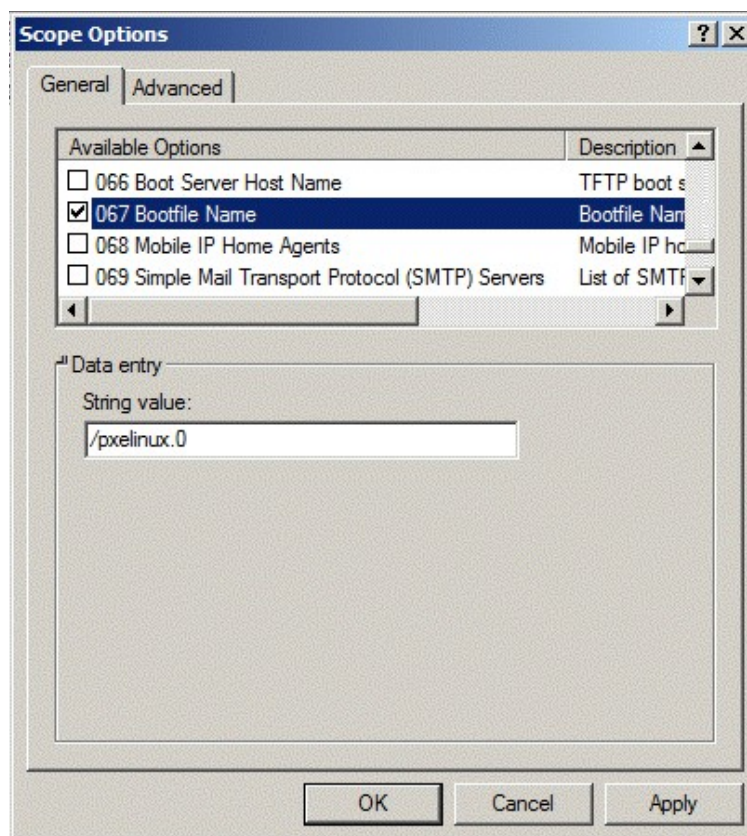 Scope Options
General
Advanced
Available Options Description
066 Boot Server Host Name TFTP boot s
067 Bootfile Name Bootfile Nam
068 Mobile IP Home Agents Mobile IP ho
069 Simple Mail Transport Protocol (SMTP) Servers List of SMTP
Data entry
String value:
/pxelinux.0
OK Cancel Apply